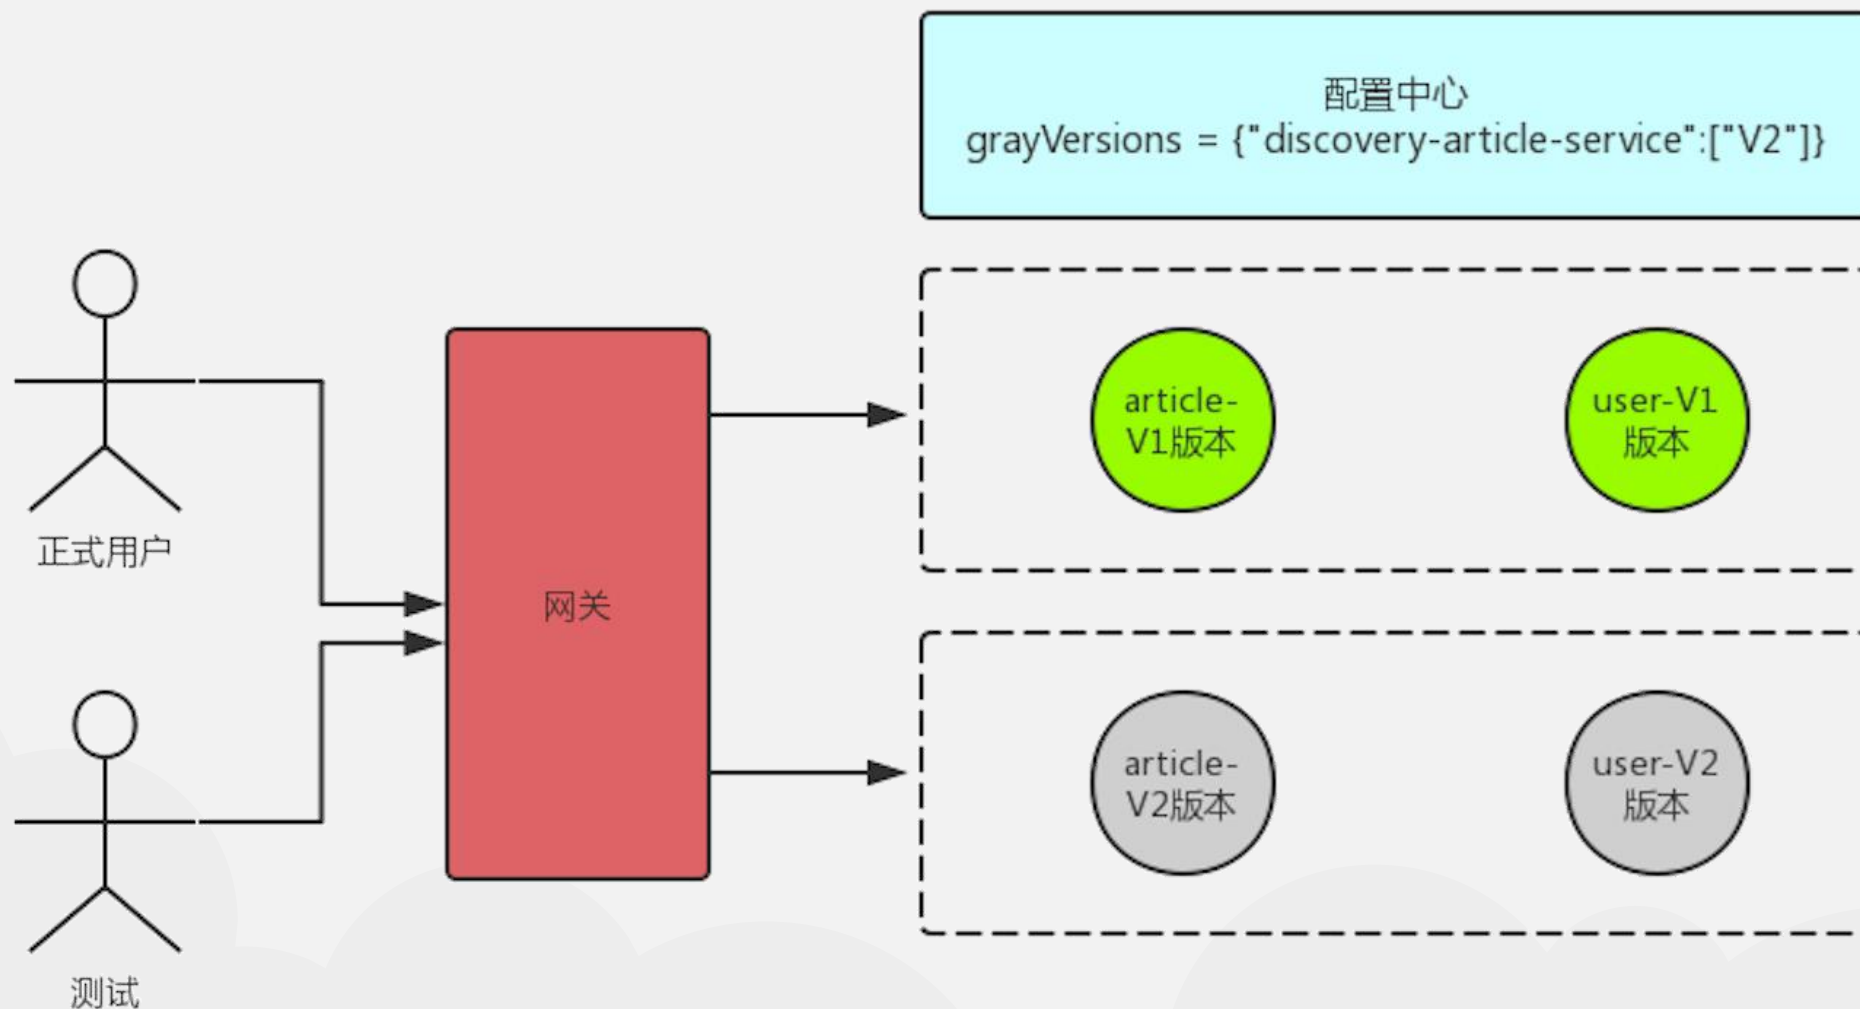 配置中心
grayVersions = {"discovery-article-service":["V2"]}
article-
V1版本
user-V1
版本
正式用户
网关
article-
V2版本
user-V2
版本
测试